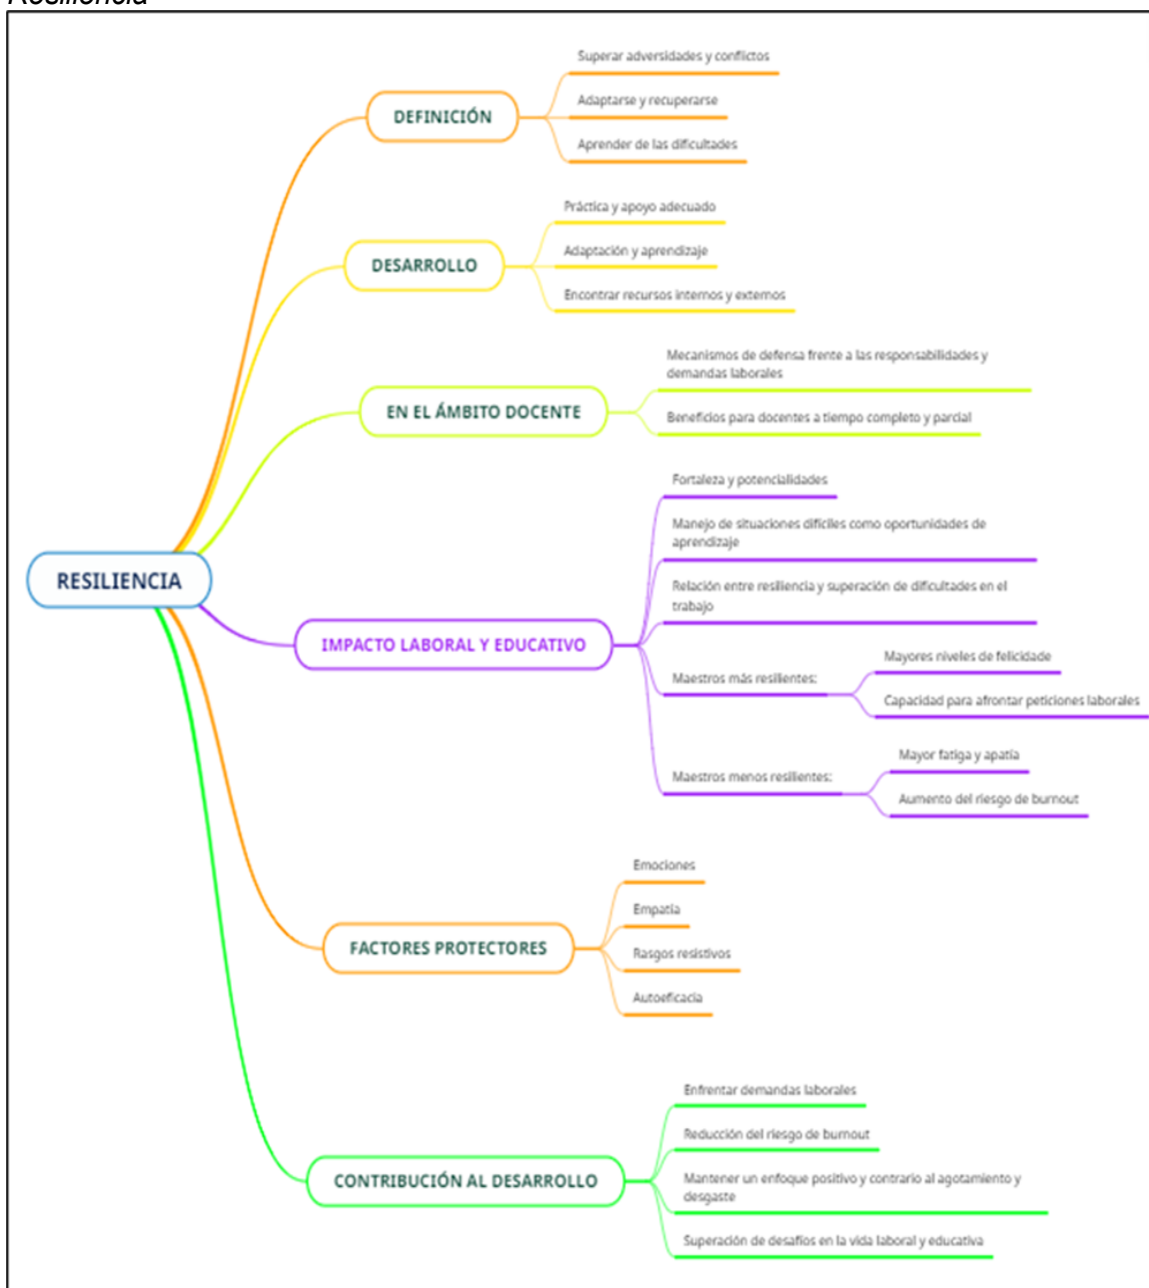 Resiliencia
DEFINICIÓN
Superar adversidades y conflictos
Adaptarse y recuperarse
Aprender de las dificultades
DESARROLLO
Práctica y apoyo adecuado
Adaptación y aprendizaje
Encontrar recursos internos y externos
EN EL ÁMBITO DOCENTE
Mecanismos de defensa frente a las responsabilidades y
demandas laborales
Beneficios para docentes a tiempo completo y parcial
RESILIENCIA
IMPACTO LABORAL Y EDUCATIVO
Fortaleza y potencialidades
Manejo de situaciones difíciles como oportunidades de
aprendizaje
Relación entre resiliencia y superación de dificultades en el
trabajo
Maestros más resilientes:
Mayores niveles de felicidade
Capacidad para afrontar peticiones laborales
Maestros menos resilientes:
Mayor fatiga y apatía
Aumento del riesgo de burnout
FACTORES PROTECTORES
Emociones
Empatía
Rasgos resistivos
Autoeficacia
CONTRIBUCIÓN AL DESARROLLO
Enfrentar demandas laborales
Reducción del riesgo de burnout
Mantener un enfoque positivo y contrario al agotamiento y
desgaste
Superación de desafíos en la vida laboral y educativa